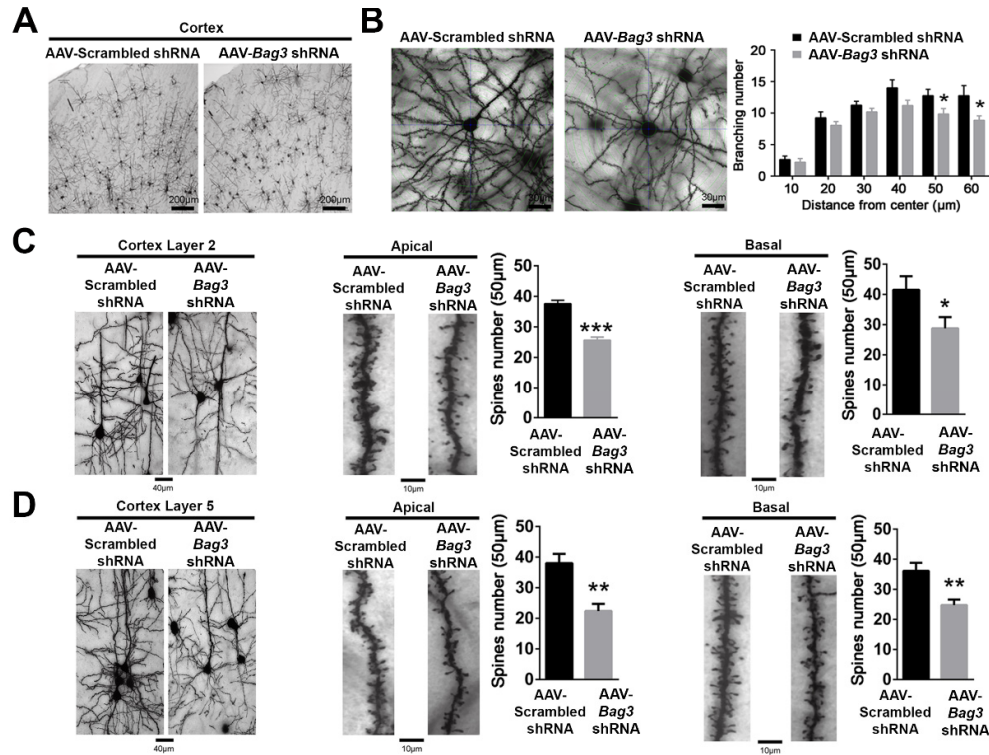 A
Cortex
AAV-Scrambled shRNA AAV-Bag3 shRNA
200µm 200µm
B
AAV-Scrambled shRNA AAV-Bag3 shRNA
30µm 30µm
AAV-Scrambled shRNA
AAV-Bag3 shRNA
Branching number
20
15
10
5
0
* *
10 20 30 40 50 60
Distance from center (µm)
C
Cortex Layer 2
AAV-
Scrambled
shRNA
AAV-
Bag3
shRNA
40µm
Apical
AAV-
Scrambled
shRNA
AAV-
Bag3
shRNA
10µm
Spines number (50µm)
50
40
30
20
10
0
***
AAV-
Scrambled
shRNA
AAV-
Bag3
shRNA
Basal
AAV-
Scrambled
shRNA
AAV-
Bag3
shRNA
10µm
Spines number (50µm)
50
40
30
20
10
0
*
AAV-
Scrambled
shRNA
AAV-
Bag3
shRNA
D
Cortex Layer 5
AAV-
Scrambled
shRNA
AAV-
Bag3
shRNA
40µm
Apical
AAV-
Scrambled
shRNA
AAV-
Bag3
shRNA
10µm
Spines number (50µm)
50
40
30
20
10
0
**
AAV-
Scrambled
shRNA
AAV-
Bag3
shRNA
Basal
AAV-
Scrambled
shRNA
AAV-
Bag3
shRNA
10µm
Spines number (50µm)
50
40
30
20
10
0
**
AAV-
Scrambled
shRNA
AAV-
Bag3
shRNA